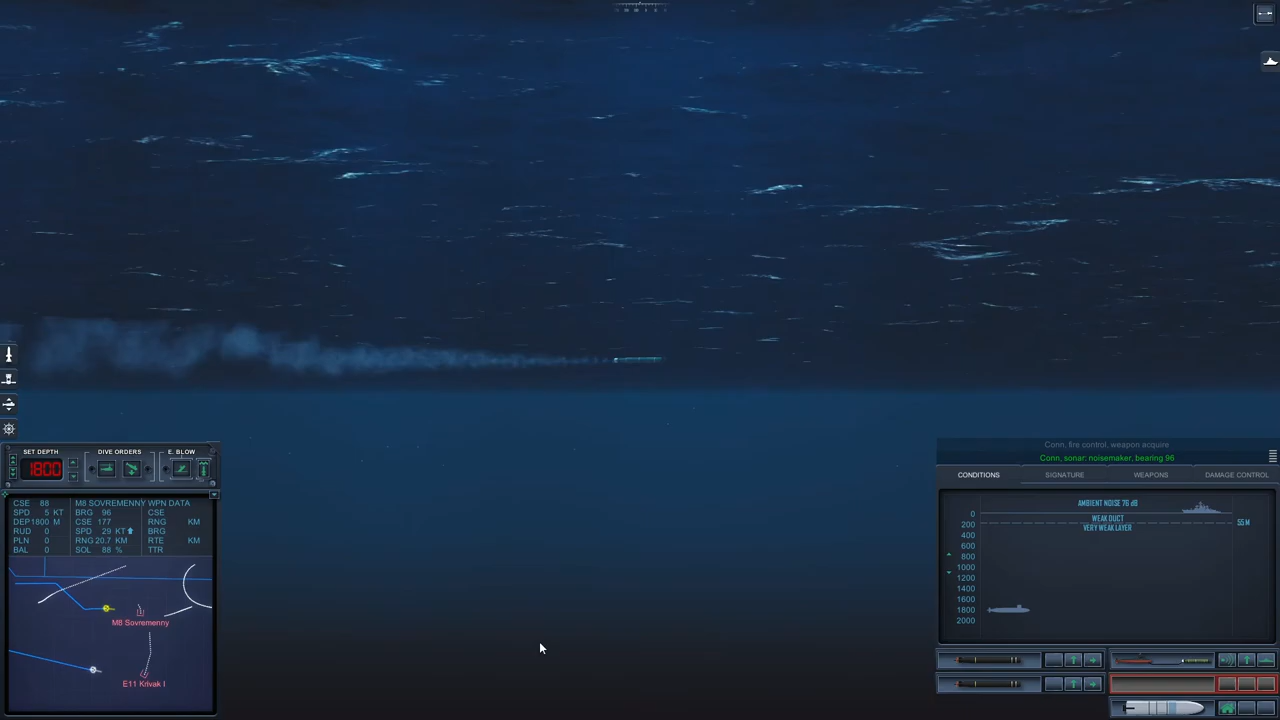 SET DEPTH
DIVE ORDERS
E. BLOW
1800
CSE 88
SPD 5 KT
DEP 1800 M
RUD 0
PLN 0
BAL 0
M8 SOVREMENNY
BRG 96
CSE 177
SPD 29 KT
RNG 20.7 KM
SOL 88 %
WPN DATA
CSE
RNG KM
BRG
RTE KM
TTR
M8 Sovremenny
E11 Krivak I
Conn, fire control, weapon acquire
Conn, sonar: noisemaker, bearing 96
CONDITIONS
SIGNATURE
WEAPONS
DAMAGE CONTROL
AMBIENT NOISE 76 dB
WEAK DUCT
VERY WEAK LAYER
55 M
0
200
400
600
800
1000
1200
1400
1600
1800
2000